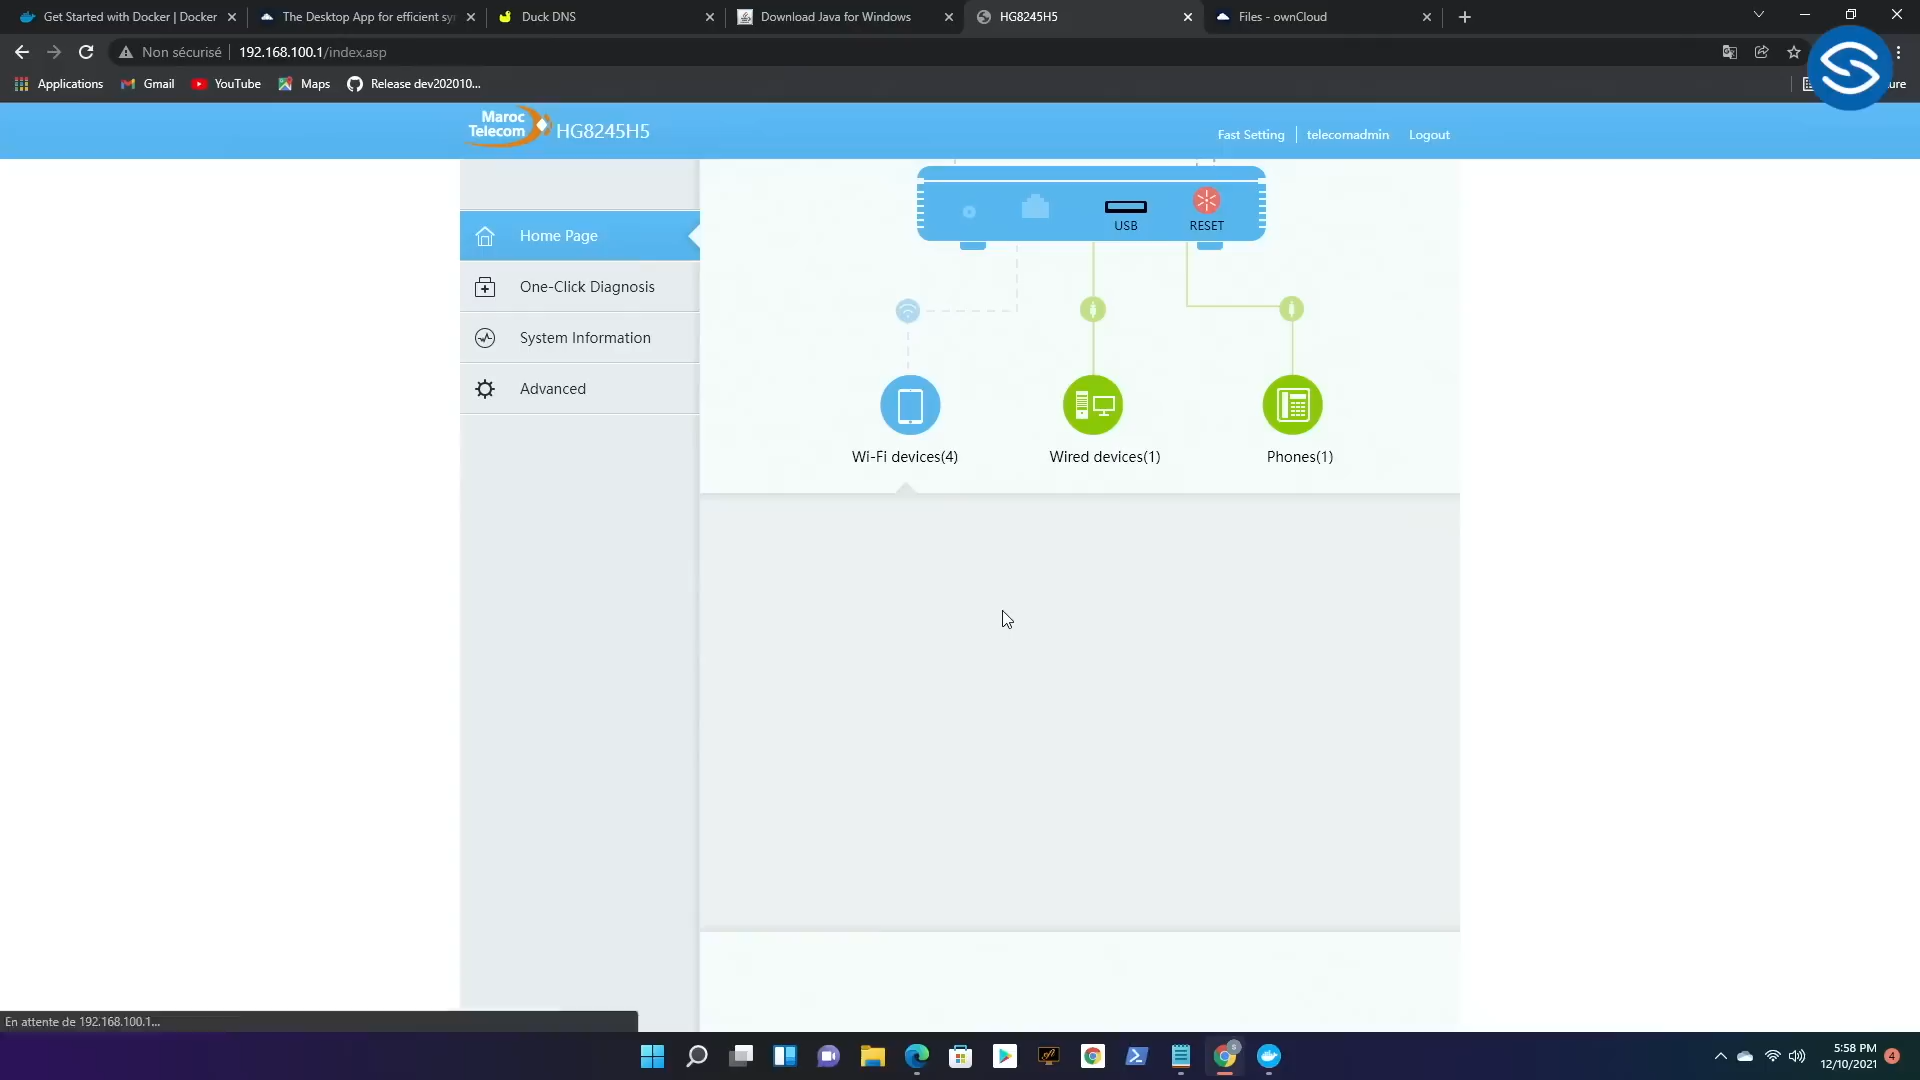 Get Started with Docker | Docker
The Desktop App for efficient syn
Duck DNS
Download Java for Windows
HG8245H5
Files - ownCloud
Non sécurisé
192.168.100.1/index.asp
Applications
Gmail
YouTube
Maps
Release dev202010...
ure
Maroc
Telecom
HG8245H5
Fast Setting
telecomadmin
Logout
USB
RESET
Home Page
One-Click Diagnosis
System Information
Advanced
Wi-Fi devices(4)
Wired devices(1)
Phones(1)
En attente de 192.168.100.1...
5:58 PM
12/10/2021
4